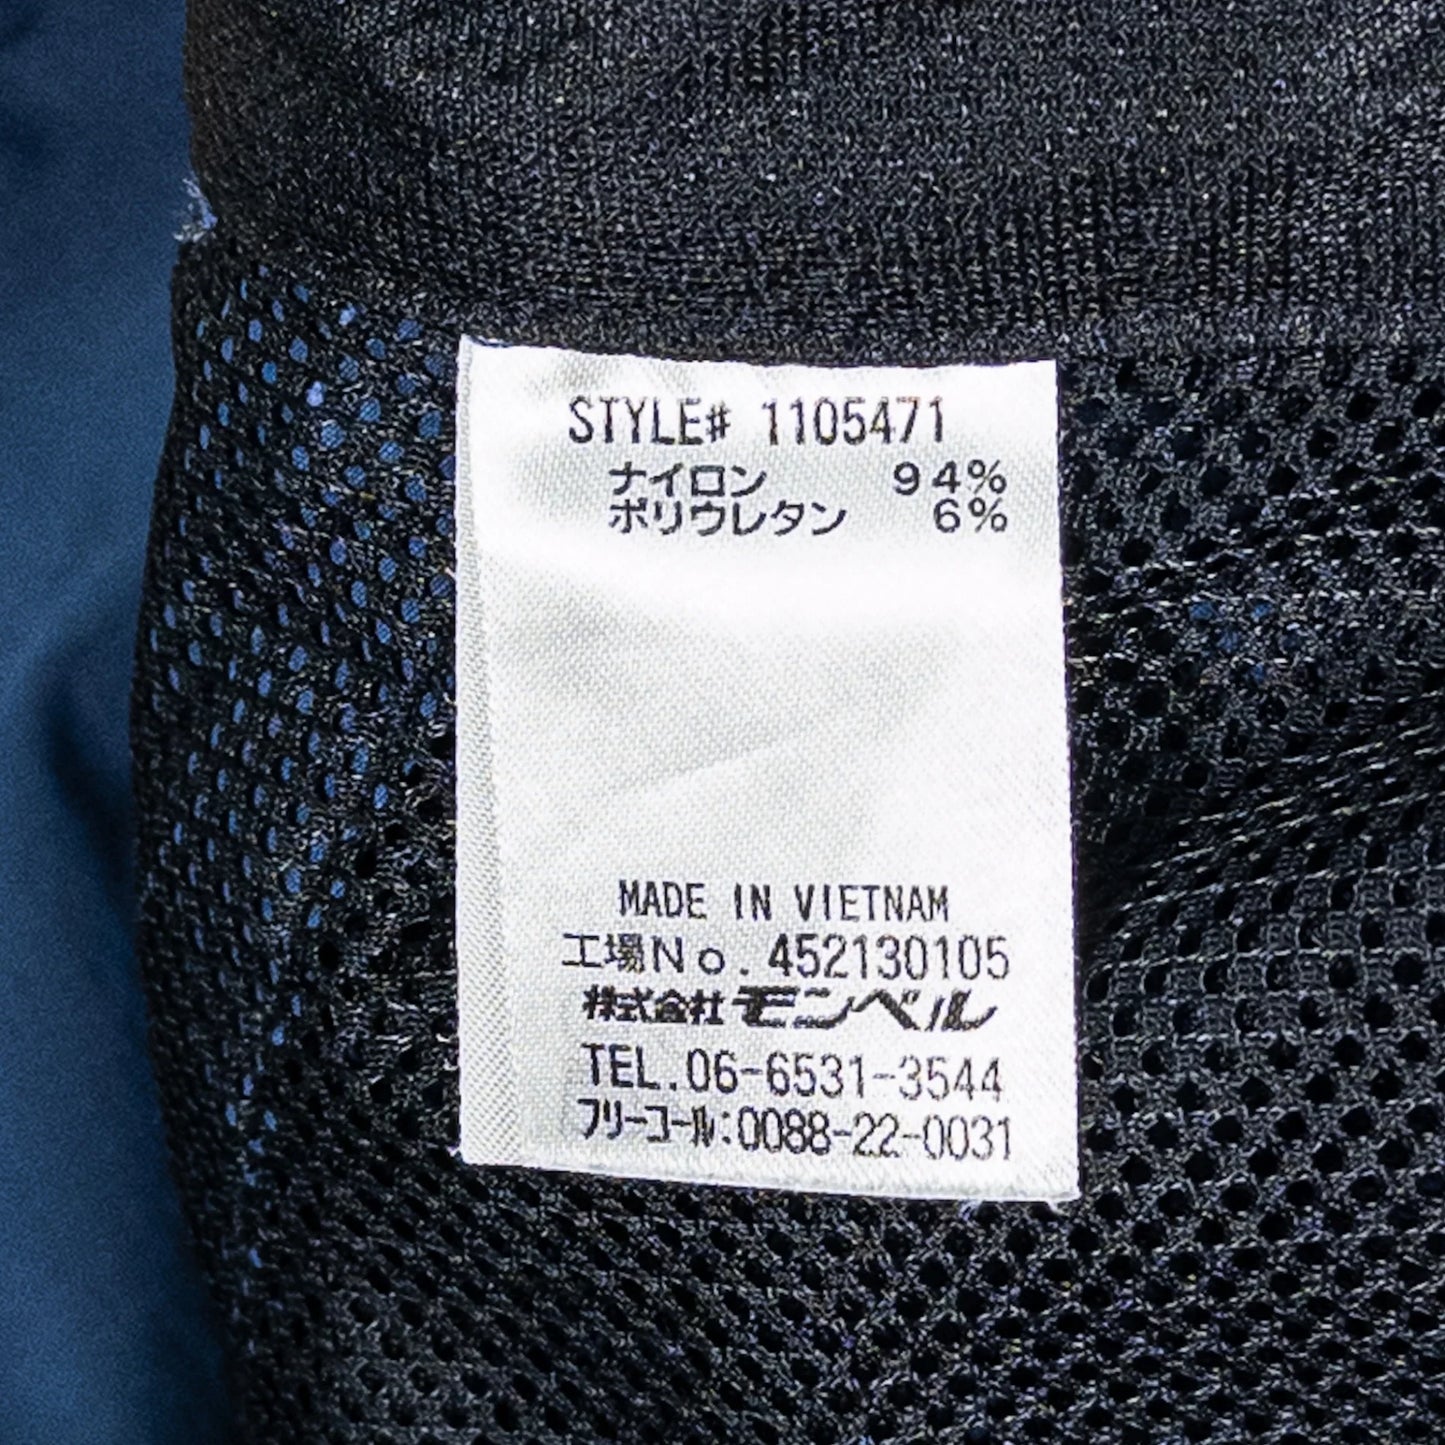 STYLE# 1105471
ナイロン 94%
ポリウレタン 6%
MADE IN VIETNAM
工場No.452130105
株式会社モンベル
TEL.06-6531-3544
フリーコール:0088-22-0031